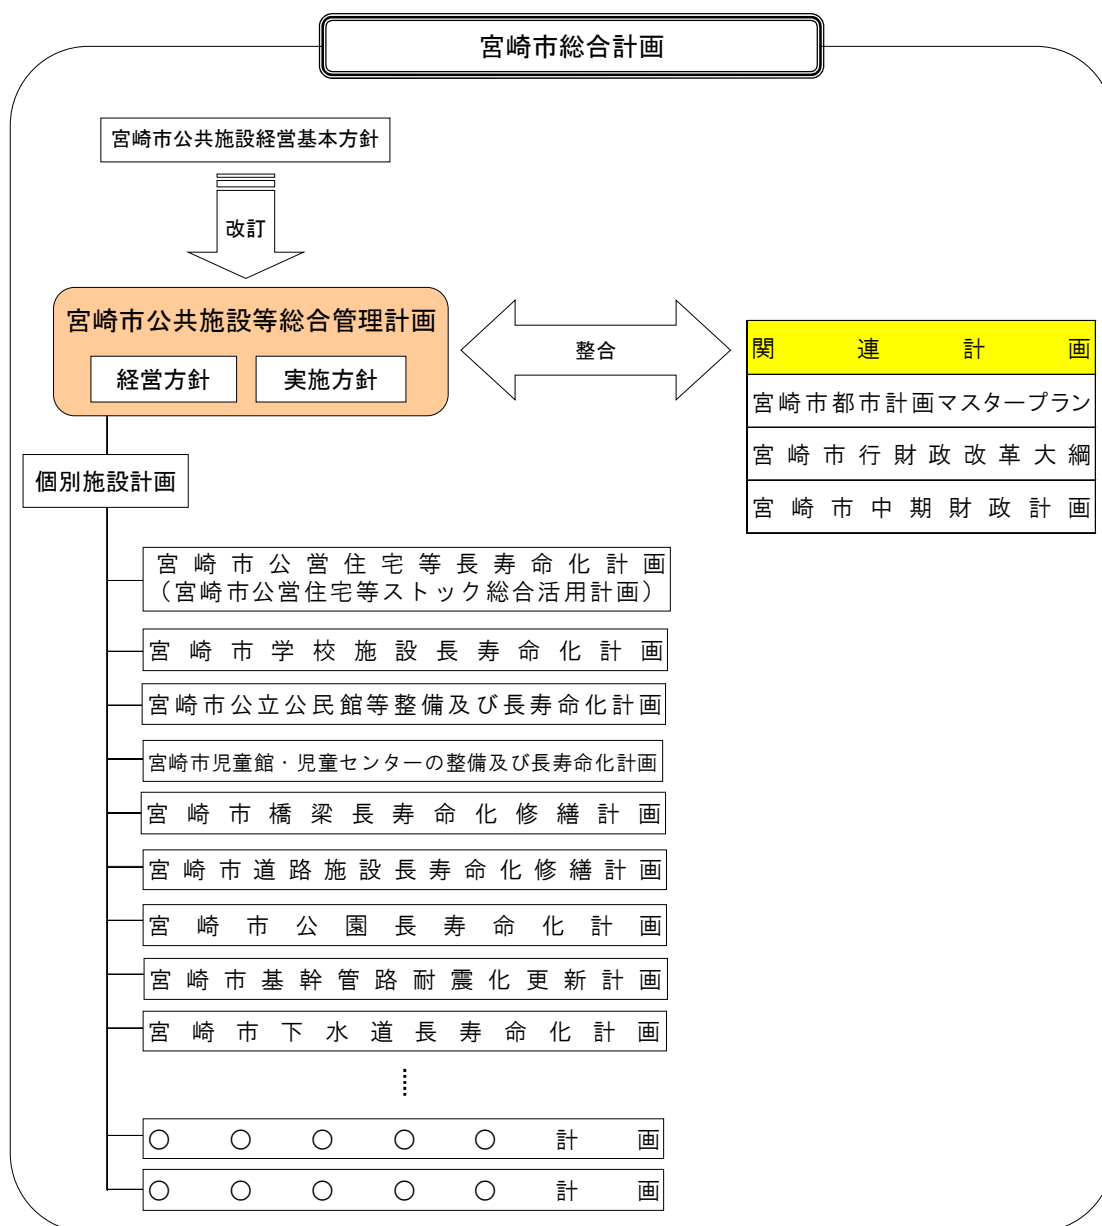 宮崎市総合計画
宮崎市公共施設経営基本方針
改訂
宮崎市公共施設等総合管理計画
経営方針
実施方針
整合
関連計画
宮崎市都市計画マスタープラン
宮崎市行財政改革大綱
宮崎市中期財政計画
個別施設計画
宮崎市公営住宅等長寿命化計画
（宮崎市公営住宅等ストック総合活用計画）
宮崎市学校施設長寿命化計画
宮崎市公立公民館等整備及び長寿命化計画
宮崎市児童館・児童センターの整備及び長寿命化計画
宮崎市橋梁長寿命化修繕計画
宮崎市道路施設長寿命化修繕計画
宮崎市公園長寿命化計画
宮崎市基幹管路耐震化更新計画
宮崎市下水道長寿命化計画
○○○○○計画
○○○○○計画